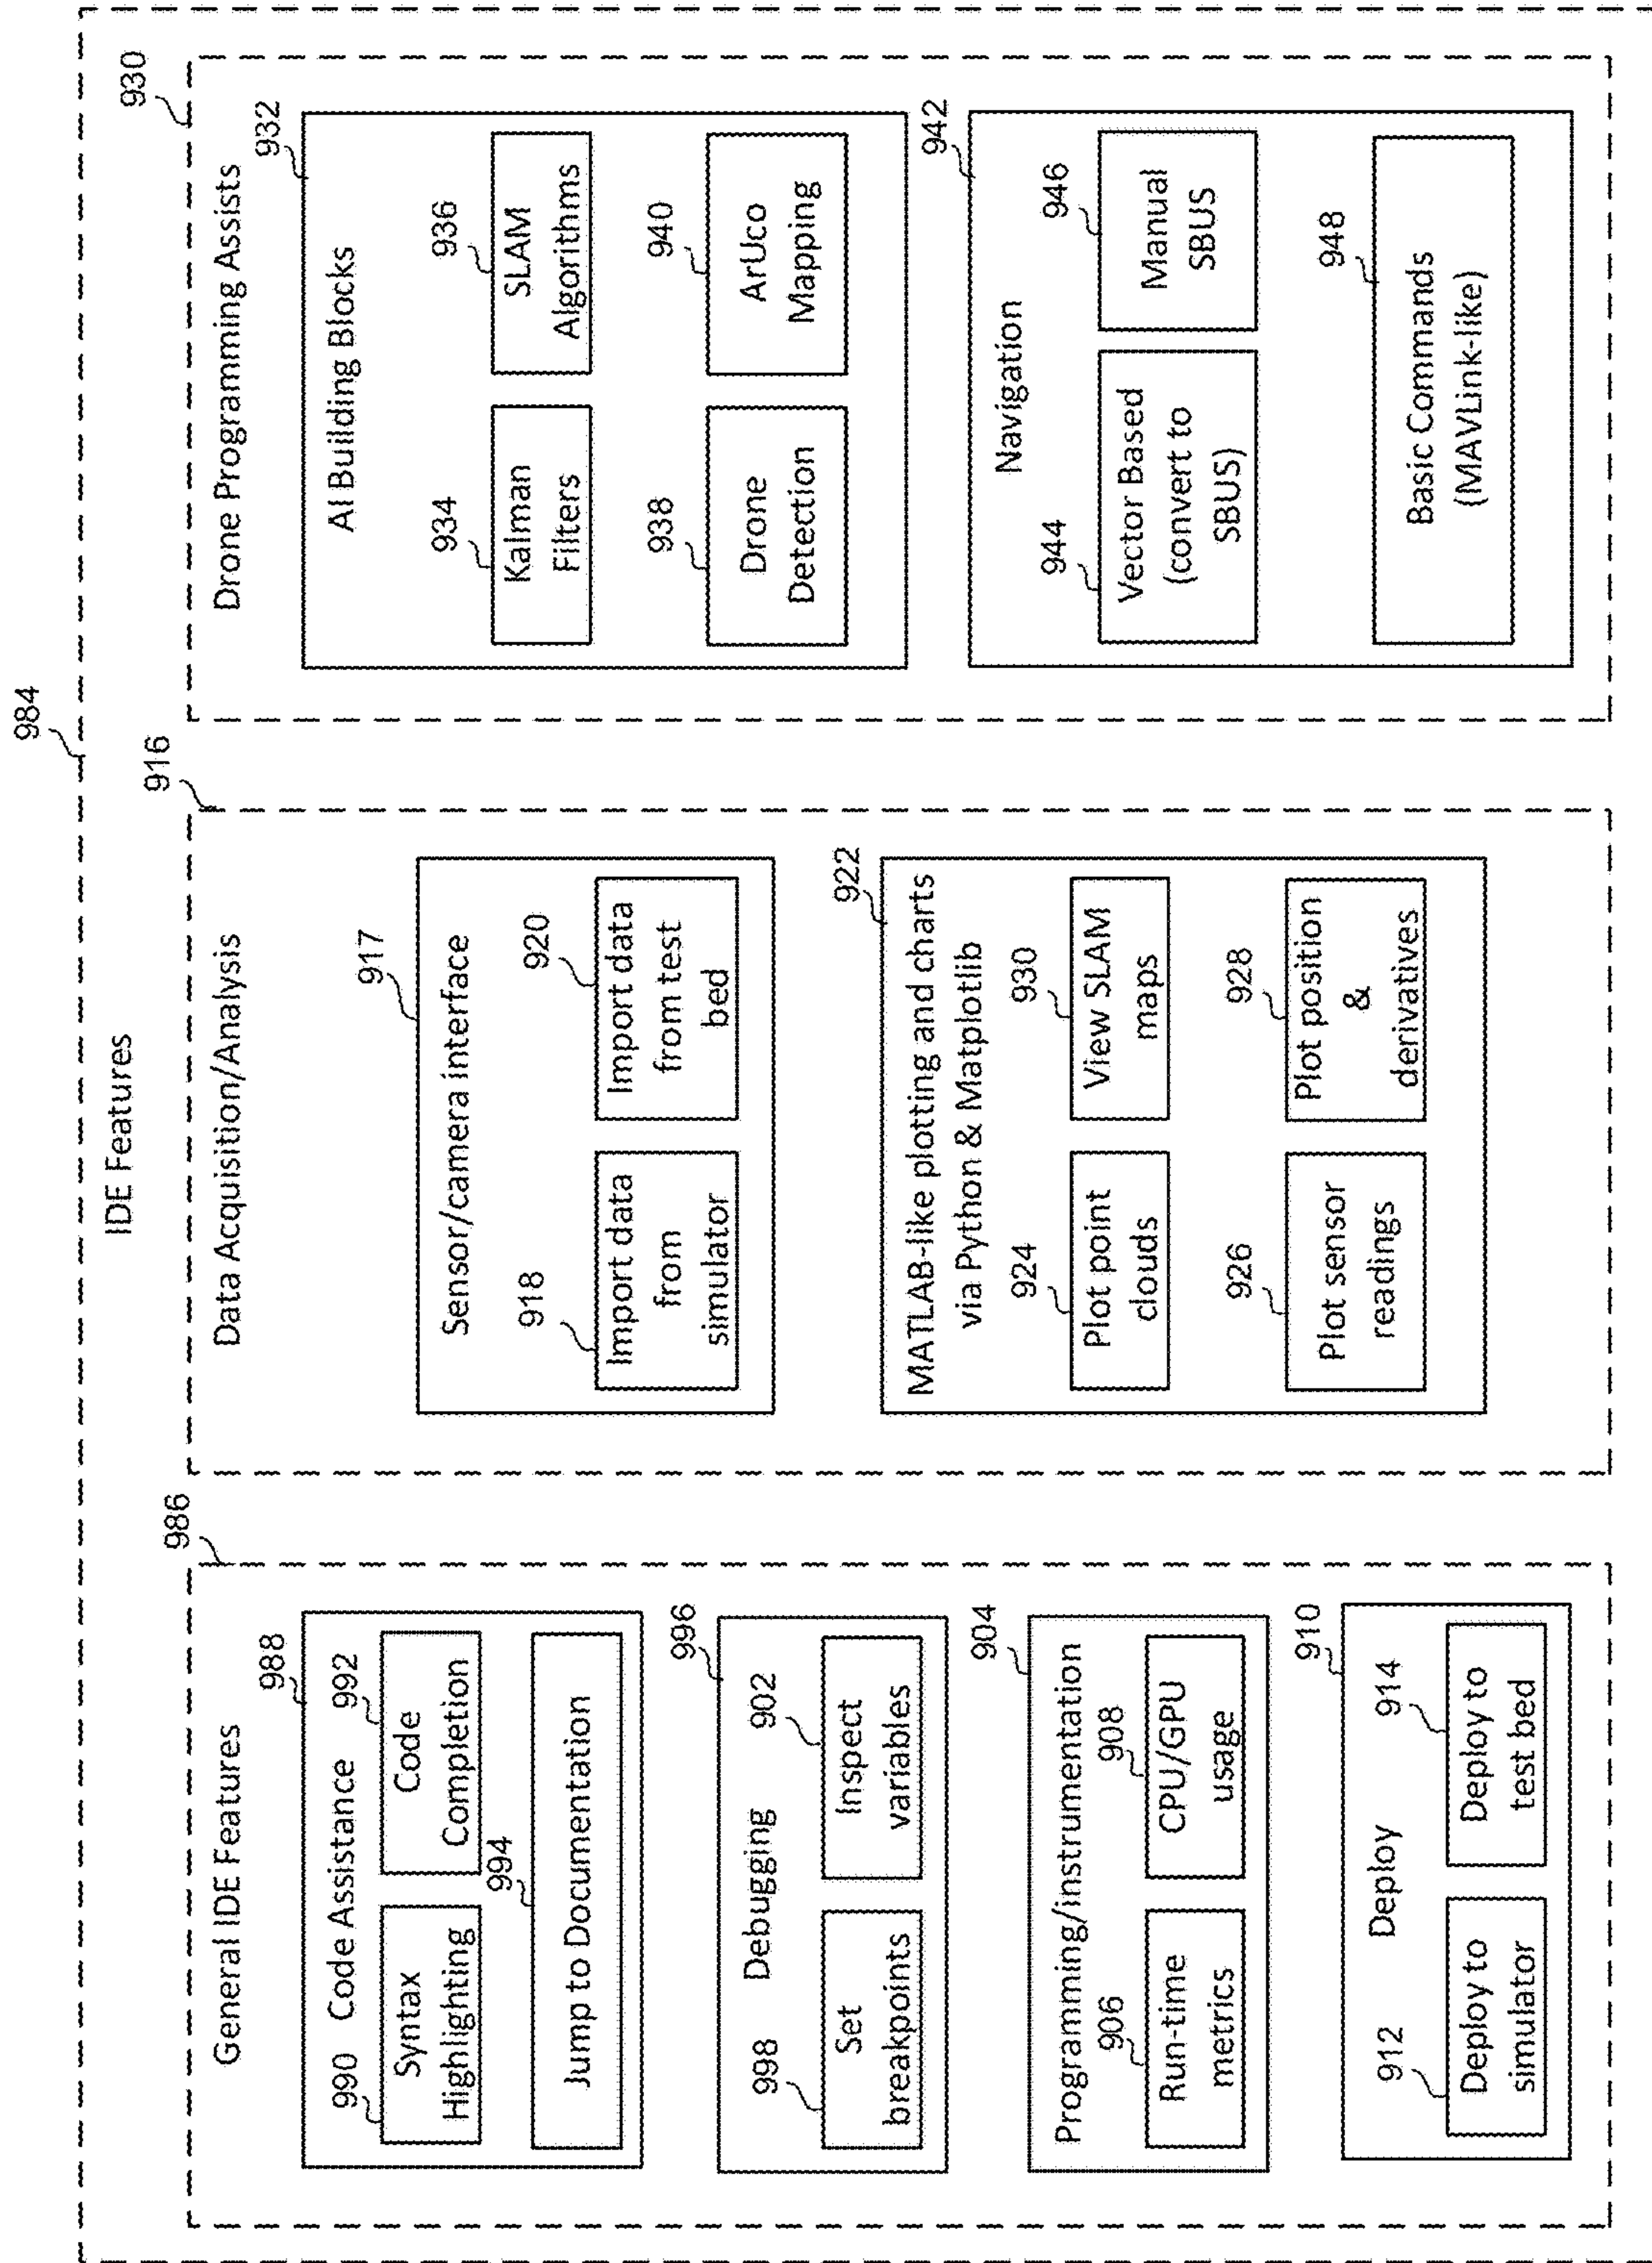 984
IDE Features
986
General IDE Features
988
990
Code Assistance
992
Syntax
Highlighting
Code
Completion
994
Jump to Documentation
996
998
Debugging
902
Set
breakpoints
Inspect
variables
904
Programming/instrumentation
906
908
Run-time
metrics
CPU/GPU
usage
910
912
Deploy
914
Deploy to
simulator
Deploy to
test bed
916
Data Acquisition/Analysis
917
Sensor/camera interface
918
920
Import data
from
simulator
Import data
from test
bed
922
MATLAB-like plotting and charts
via Python & Matplotlib
924
930
Plot point
clouds
View SLAM
maps
926
928
Plot sensor
readings
Plot position
&
derivatives
930
Drone Programming Assists
932
AI Building Blocks
934
936
Kalman
Filters
SLAM
Algorithms
938
940
Drone
Detection
ArUco
Mapping
942
Navigation
944
946
Vector Based
(convert to
SBUS)
Manual
SBUS
948
Basic Commands
(MAVLink-like)